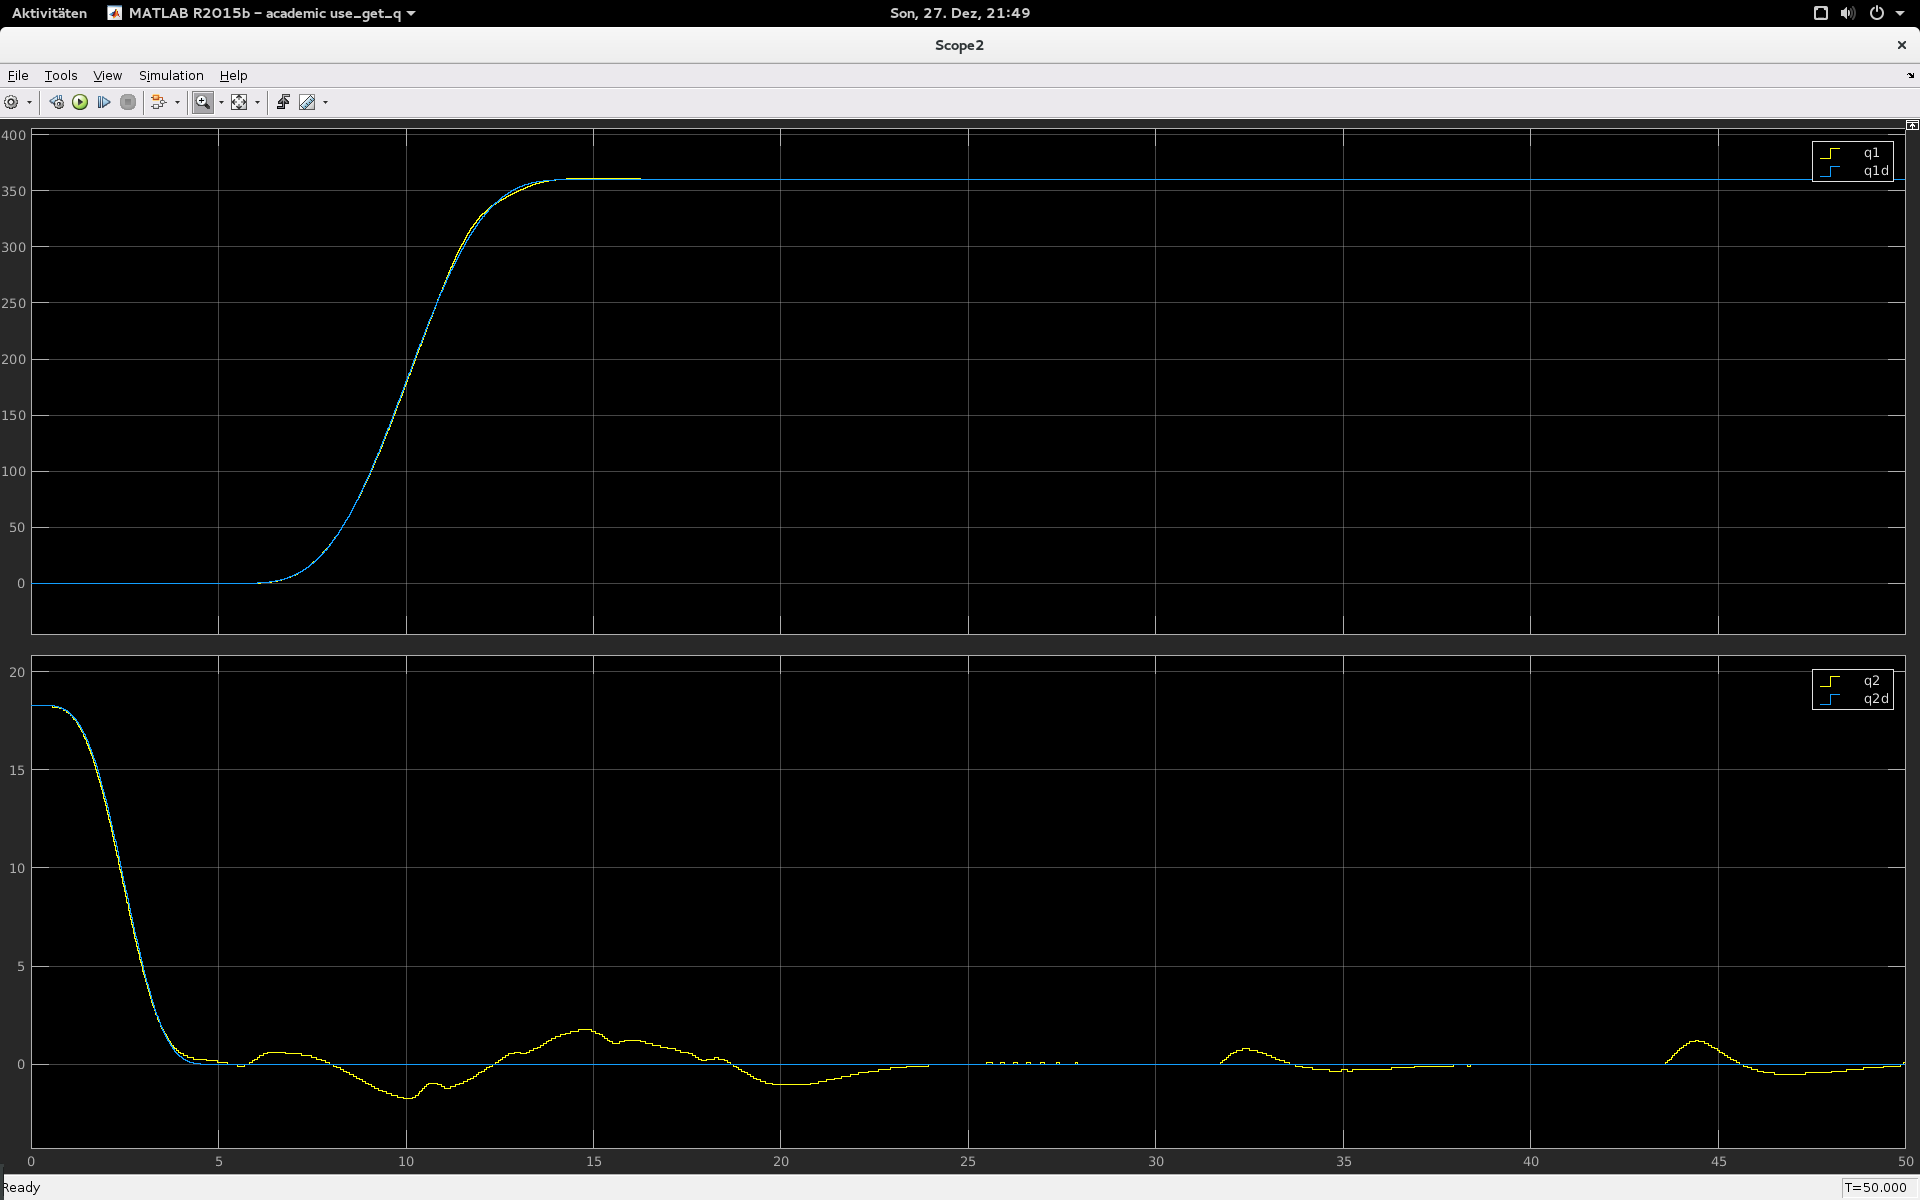 Aktivitäten MATLAB R2015b – academic use_get_q Son, 27. Dez, 21:49
Scope2
File Tools View Simulation Help
400
350
300
250
200
150
100
50
0
q1
q1d
20
15
10
5
0
q2
q2d
0 5 10 15 20 25 30 35 40 45 50
Ready T=50.000